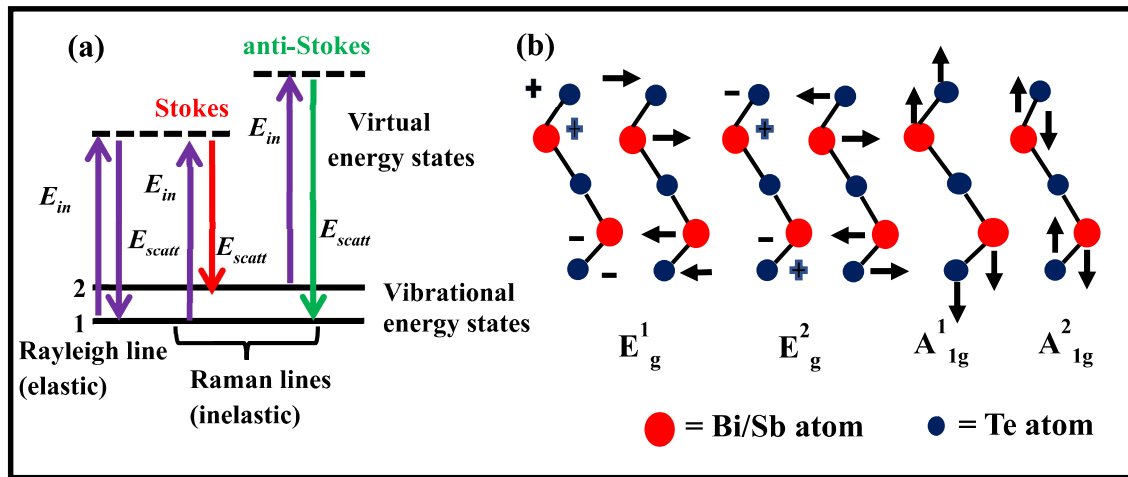 (a)
anti-Stokes
Stokes
E_in
Virtual
energy states
E_in
E_in
E_scatt
E_scatt
E_scatt
2
1
Vibrational
energy states
Rayleigh line
(elastic)
Raman lines
(inelastic)
(b)
+
+
-
-
-
+
-
+
E^1_g
E^2_g
A^1_1g
A^2_1g
= Bi/Sb atom
= Te atom